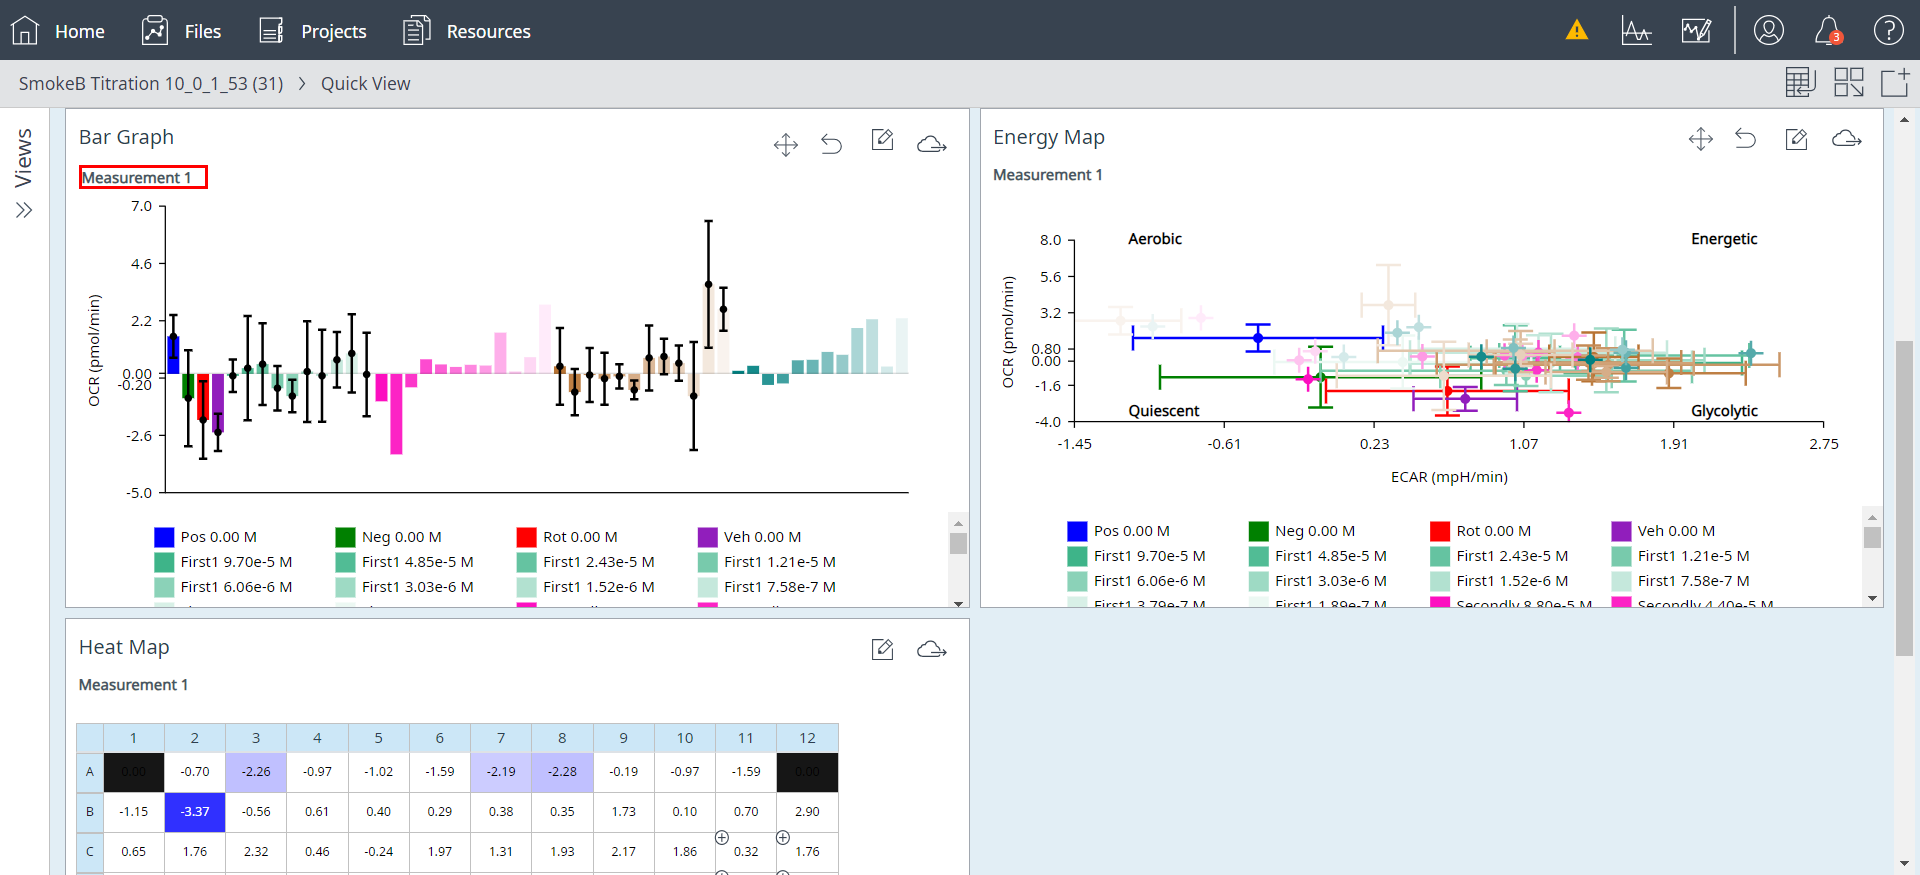 Home Files Projects Resources 3
SmokeB Titration 10_0_1_53 (31) > Quick View
Views
Bar Graph
Measurement 1
7.0
4.6
2.2
0.00
-0.20
-2.6
-5.0
OCR (pmol/min)
Pos 0.00 M Neg 0.00 M Rot 0.00 M Veh 0.00 M
First1 9.70e-5 M First1 4.85e-5 M First1 2.43e-5 M First1 1.21e-5 M
First1 6.06e-6 M First1 3.03e-6 M First1 1.52e-6 M First1 7.58e-7 M
Energy Map
Measurement 1
Aerobic Energetic
8.0
5.6
3.2
0.80
0.00
-1.6
-4.0
OCR (pmol/min)
Quiescent Glycolytic
-1.45 -0.61 0.23 1.07 1.91 2.75
ECAR (mpH/min)
Pos 0.00 M Neg 0.00 M Rot 0.00 M Veh 0.00 M
First1 9.70e-5 M First1 4.85e-5 M First1 2.43e-5 M First1 1.21e-5 M
First1 6.06e-6 M First1 3.03e-6 M First1 1.52e-6 M First1 7.58e-7 M
First1 3.79e-7 M First1 1.89e-7 M Secondly 8.80e-5 M Secondly 4.40e-5 M
Heat Map
Measurement 1
1 2 3 4 5 6 7 8 9 10 11 12
A 0.00 -0.70 -2.26 -0.97 -1.02 -1.59 -2.19 -2.28 -0.19 -0.97 -1.59 0.00
B -1.15 -3.37 -0.56 0.61 0.40 0.29 0.38 0.35 1.73 0.10 0.70 2.90
C 0.65 1.76 2.32 0.46 -0.24 1.97 1.31 1.93 2.17 1.86 0.32 1.76